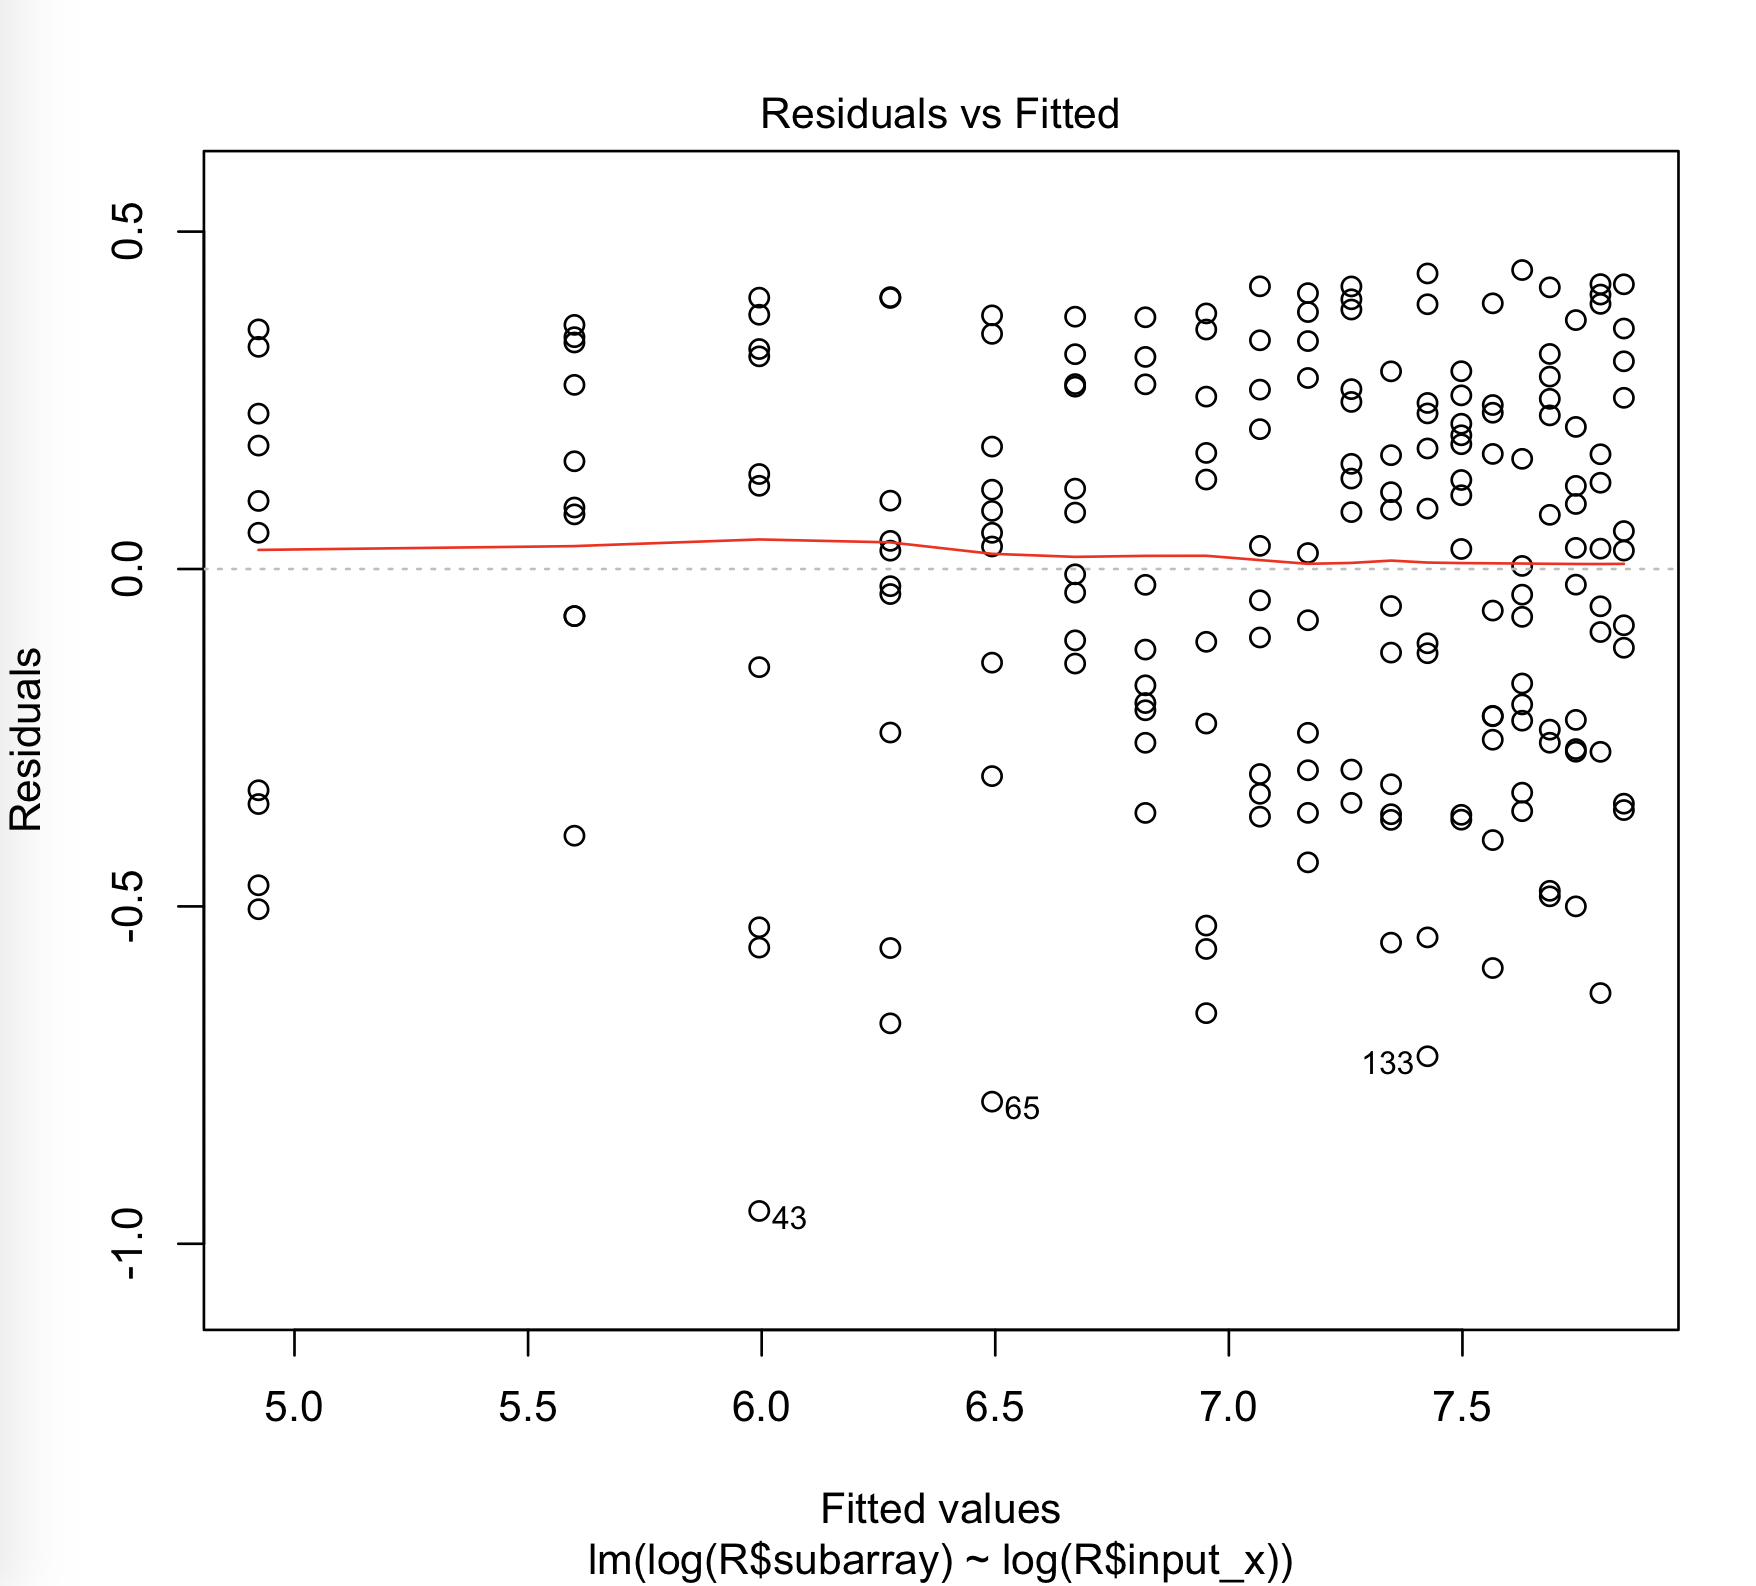 Residuals vs Fitted
Residuals
0.5
0.0
-0.5
-1.0
133
65
43
5.0 5.5 6.0 6.5 7.0 7.5
Fitted values
lm(log(R$subarray) ~ log(R$input_x))